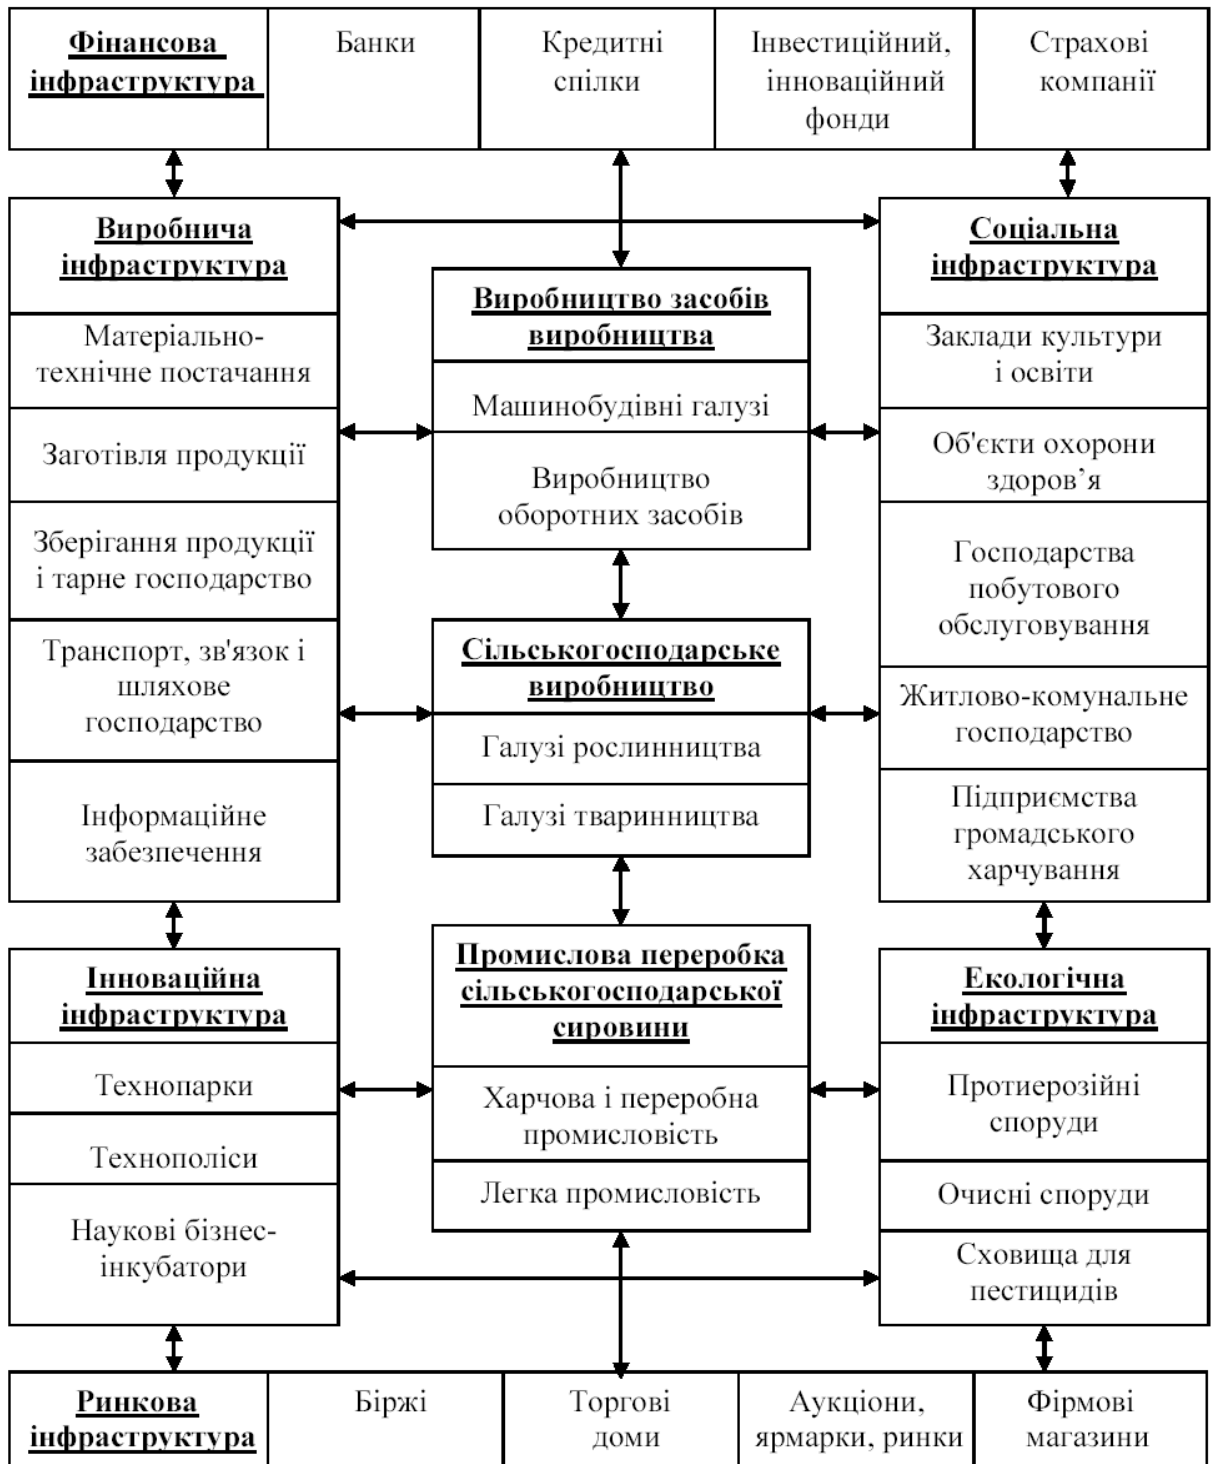 Фінансова
інфраструктура
Банки
Кредитні
спілки
Інвестиційний,
інноваційний
фонди
Страхові
компанії
Виробнича
інфраструктура
Матеріально-
технічне постачання
Заготівля продукції
Зберігання продукції
і тарне господарство
Транспорт, зв'язок і
шляхове
господарство
Інформаційне
забезпечення
Виробництво засобів
виробництва
Машинобудівні галузі
Виробництво
оборотних засобів
Соціальна
інфраструктура
Заклади культури
і освіти
Об'єкти охорони
здоров’я
Господарства
побутового
обслуговування
Житлово-комунальне
господарство
Підприємства
громадського
харчування
Сільськогосподарське
виробництво
Галузі рослинництва
Галузі тваринництва
Інноваційна
інфраструктура
Технопарки
Технополіси
Наукові бізнес-
інкубатори
Промислова переробка
сільськогосподарської
сировини
Харчова і переробна
промисловість
Легка промисловість
Екологічна
інфраструктура
Протиерозійні
споруди
Очисні споруди
Сховища для
пестицидів
Ринкова
інфраструктура
Біржі
Торгові
доми
Аукціони,
ярмарки, ринки
Фірмові
магазини